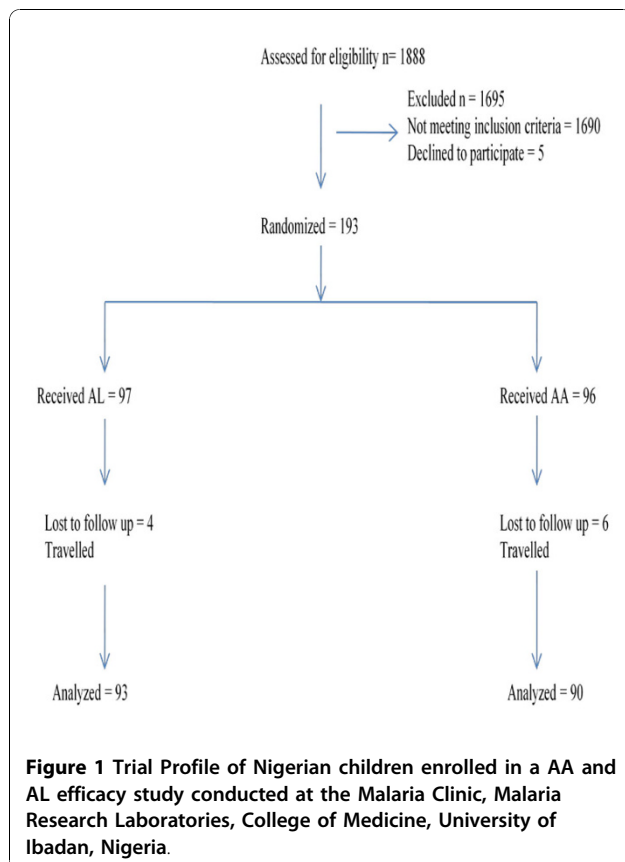 Assessed for eligibility n= 1888
Excluded n = 1695
Not meeting inclusion criteria = 1690
Declined to participate = 5
Randomized = 193
Received AL = 97
Received AA = 96
Lost to follow up = 4
Travelled
Lost to follow up = 6
Travelled
Analyzed = 93
Analyzed = 90
Figure 1 Trial Profile of Nigerian children enrolled in a AA and
AL efficacy study conducted at the Malaria Clinic, Malaria
Research Laboratories, College of Medicine, University of
Ibadan, Nigeria.